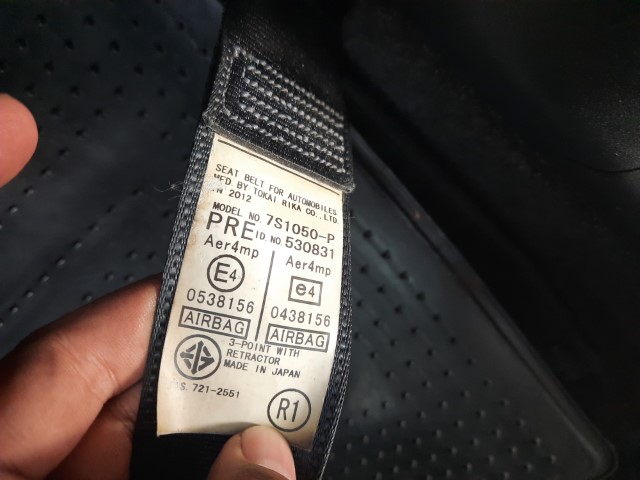 SEAT BELT FOR AUTOMOBILES
MFD.BY TOKAI RIKA CO.,LTD
IN 2012
MODEL NO. 7S1050-P
PRE ID.NO.530831
Aer4mp
E4
0538156
AIRBAG
Aer4mp
e4
0438156
AIRBAG
3-POINT WITH
RETRACTOR
MADE IN JAPAN
S. 721-2551
R1